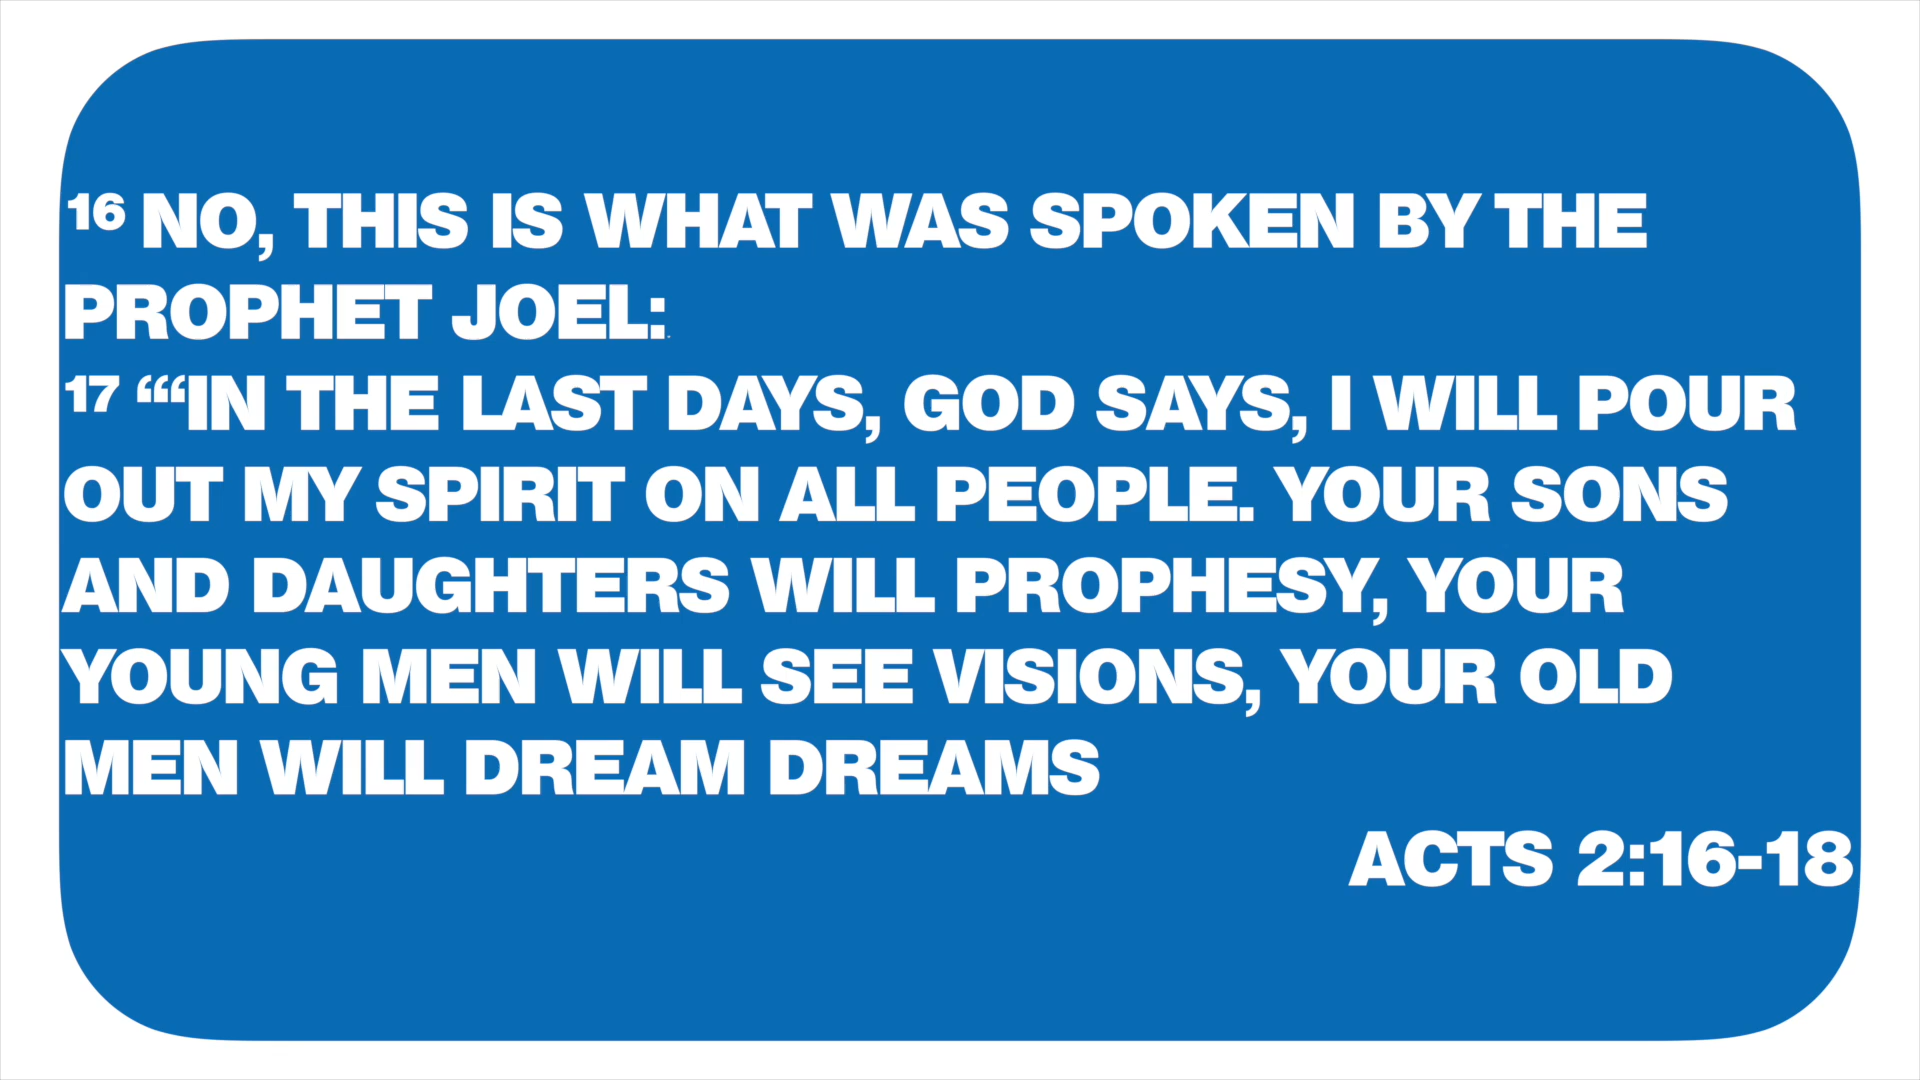 16 NO, THIS IS WHAT WAS SPOKEN BY THE
PROPHET JOEL:
17 “‘“IN THE LAST DAYS, GOD SAYS, I WILL POUR
OUT MY SPIRIT ON ALL PEOPLE. YOUR SONS
AND DAUGHTERS WILL PROPHESY, YOUR
YOUNG MEN WILL SEE VISIONS, YOUR OLD
MEN WILL DREAM DREAMS
ACTS 2:16-18